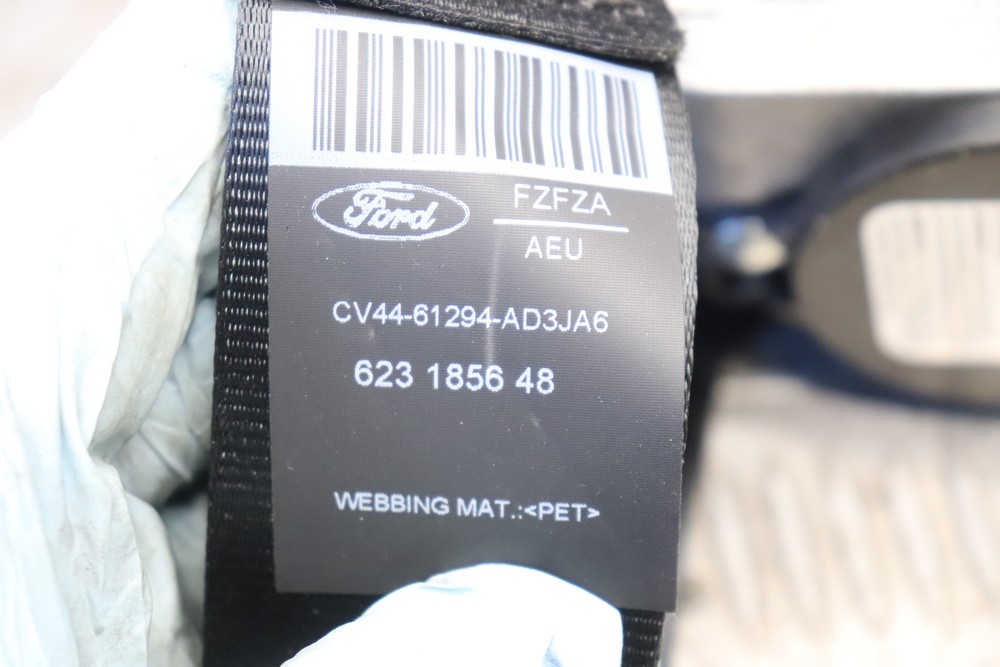 Ford
FZFZA
AEU
CV44-61294-AD3JA6
623 1856 48
WEBBING MAT.:<PET>